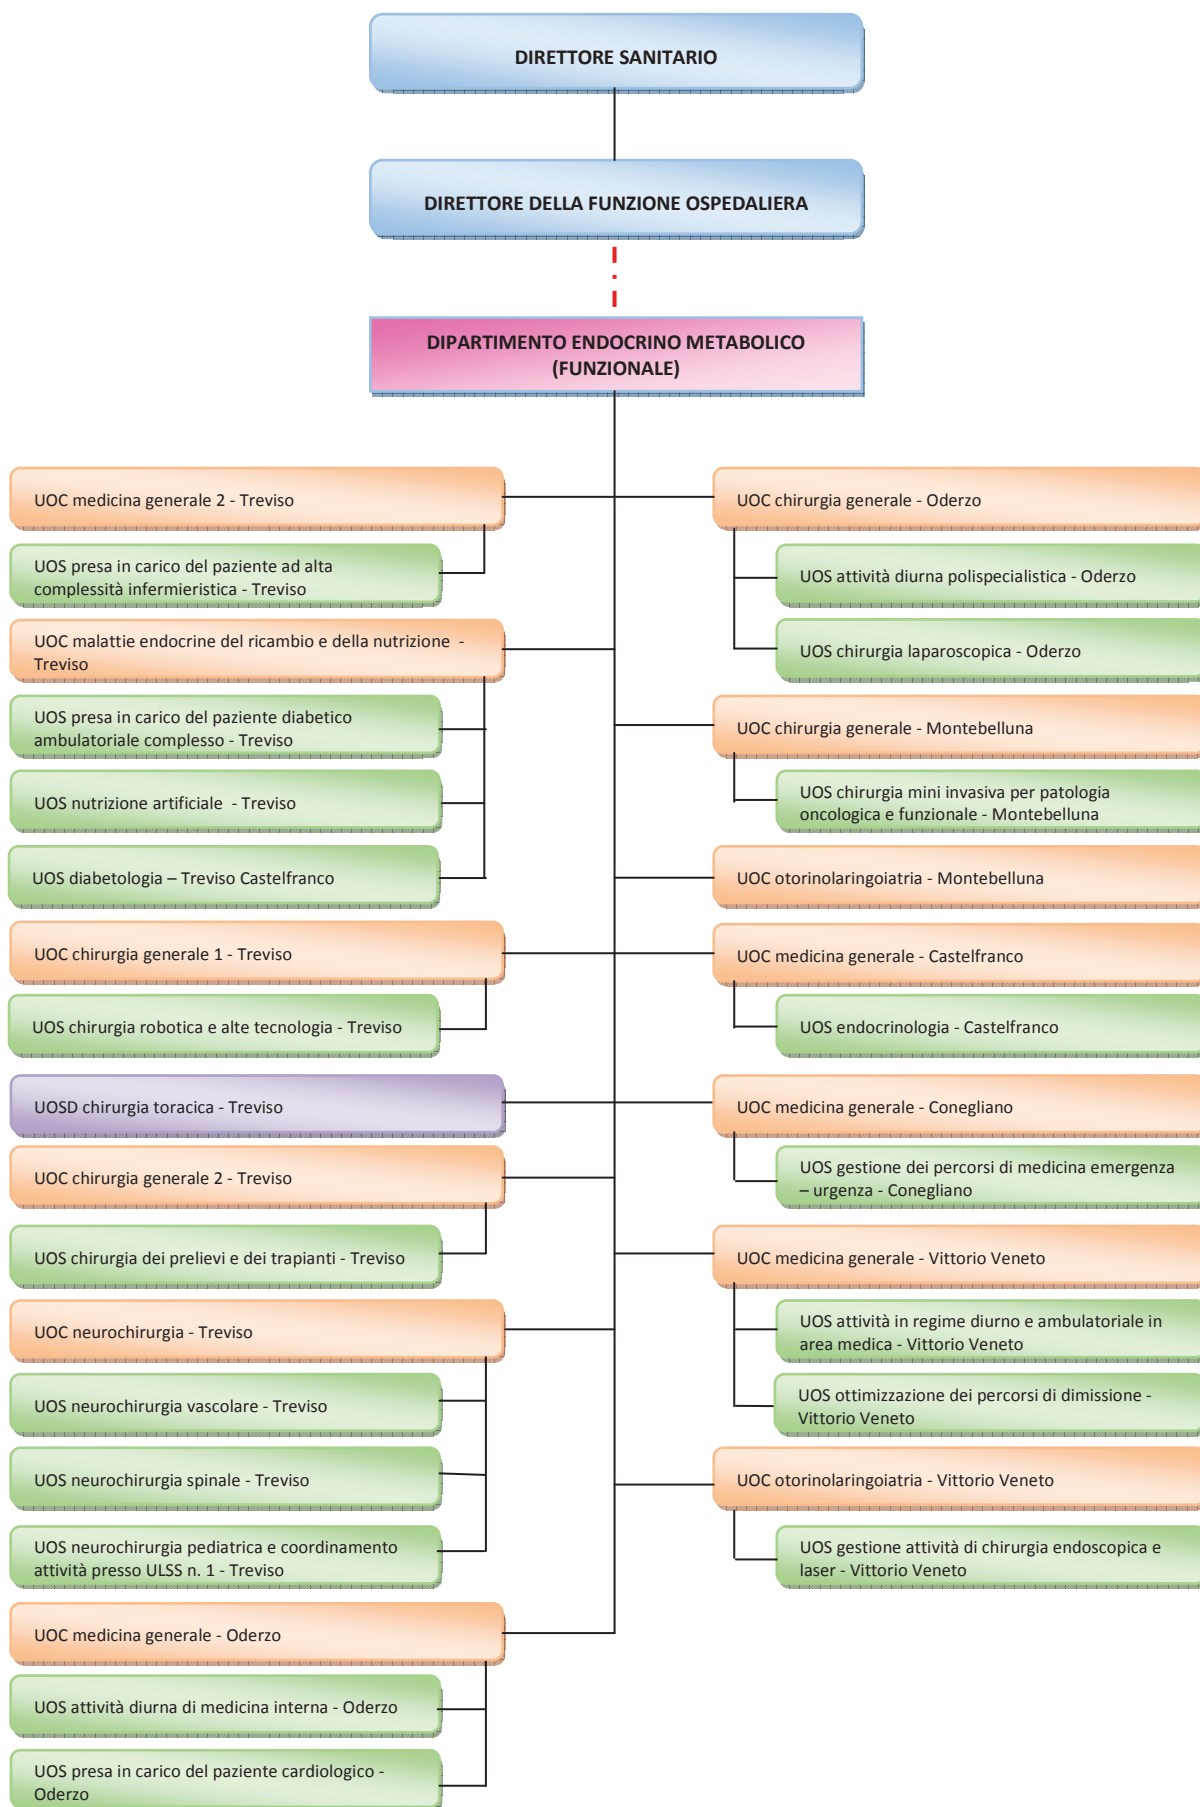 DIRETTORE SANITARIO
DIRETTORE DELLA FUNZIONE OSPEDALIERA
DIPARTIMENTO ENDOCRINO METABOLICO
(FUNZIONALE)
UOC medicina generale 2 - Treviso
UOS presa in carico del paziente ad alta
complessità infermieristica - Treviso
UOC malattie endocrine del ricambio e della nutrizione -
Treviso
UOS presa in carico del paziente diabetico
ambulatoriale complesso - Treviso
UOS nutrizione artificiale - Treviso
UOS diabetologia – Treviso Castelfranco
UOC chirurgia generale 1 - Treviso
UOS chirurgia robotica e alte tecnologia - Treviso
UOSD chirurgia toracica - Treviso
UOC chirurgia generale 2 - Treviso
UOS chirurgia dei prelievi e dei trapianti - Treviso
UOC neurochirurgia - Treviso
UOS neurochirurgia vascolare - Treviso
UOS neurochirurgia spinale - Treviso
UOS neurochirurgia pediatrica e coordinamento
attività presso ULSS n. 1 - Treviso
UOC medicina generale - Oderzo
UOS attività diurna di medicina interna - Oderzo
UOS presa in carico del paziente cardiologico -
Oderzo
UOC chirurgia generale - Oderzo
UOS attività diurna polispecialistica - Oderzo
UOS chirurgia laparoscopica - Oderzo
UOC chirurgia generale - Montebelluna
UOS chirurgia mini invasiva per patologia
oncologica e funzionale - Montebelluna
UOC otorinolaringoiatria - Montebelluna
UOC medicina generale - Castelfranco
UOS endocrinologia - Castelfranco
UOC medicina generale - Conegliano
UOS gestione dei percorsi di medicina emergenza
– urgenza - Conegliano
UOC medicina generale - Vittorio Veneto
UOS attività in regime diurno e ambulatoriale in
area medica - Vittorio Veneto
UOS ottimizzazione dei percorsi di dimissione -
Vittorio Veneto
UOC otorinolaringoiatria - Vittorio Veneto
UOS gestione attività di chirurgia endoscopica e
laser - Vittorio Veneto